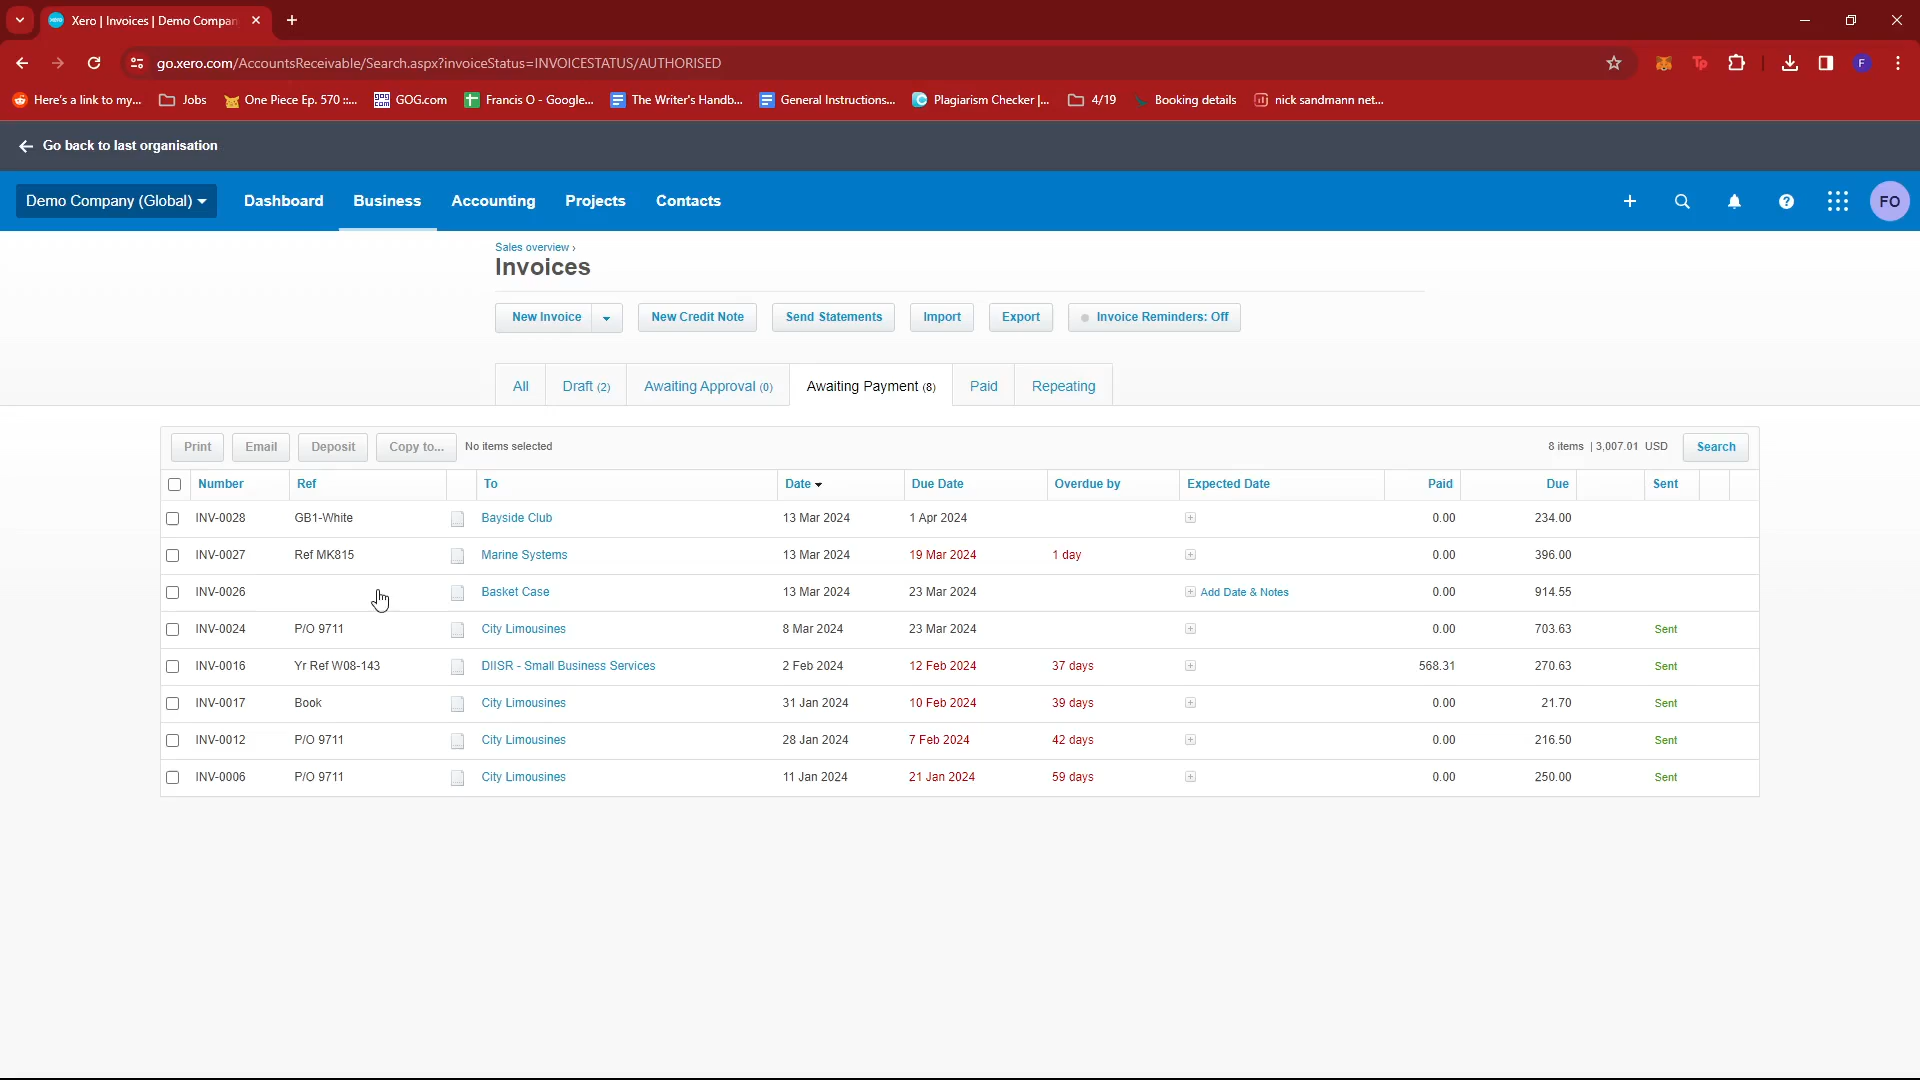 Xero | Invoices | Demo Compan
go.xero.com/AccountsReceivable/Search.aspx?invoiceStatus=INVOICESTATUS/AUTHORISED
Tp
F
Here's a link to my...
Jobs
One Piece Ep. 570 ::...
GOG.com
Francis O - Google...
The Writer's Handb...
General Instructions...
Plagiarism Checker |...
4/19
Booking details
nick sandmann net...
Go back to last organisation
Demo Company (Global)
Dashboard
Business
Accounting
Projects
Contacts
FO
Sales overview ›
Invoices
New Invoice
New Credit Note
Send Statements
Import
Export
Invoice Reminders: Off
All
Draft (2)
Awaiting Approval (0)
Awaiting Payment (8)
Paid
Repeating
Print
Email
Deposit
Copy to...
No items selected
8 items | 3,007.01 USD
Search
Number Ref To Date Due Date Overdue by Expected Date Paid Due Sent
INV-0028 GB1-White Bayside Club 13 Mar 2024 1 Apr 2024 0.00 234.00
INV-0027 Ref MK815 Marine Systems 13 Mar 2024 19 Mar 2024 1 day 0.00 396.00
INV-0026 Basket Case 13 Mar 2024 23 Mar 2024 Add Date & Notes 0.00 914.55
INV-0024 P/O 9711 City Limousines 8 Mar 2024 23 Mar 2024 0.00 703.63 Sent
INV-0016 Yr Ref W08-143 DIISR - Small Business Services 2 Feb 2024 12 Feb 2024 37 days 568.31 270.63 Sent
INV-0017 Book City Limousines 31 Jan 2024 10 Feb 2024 39 days 0.00 21.70 Sent
INV-0012 P/O 9711 City Limousines 28 Jan 2024 7 Feb 2024 42 days 0.00 216.50 Sent
INV-0006 P/O 9711 City Limousines 11 Jan 2024 21 Jan 2024 59 days 0.00 250.00 Sent